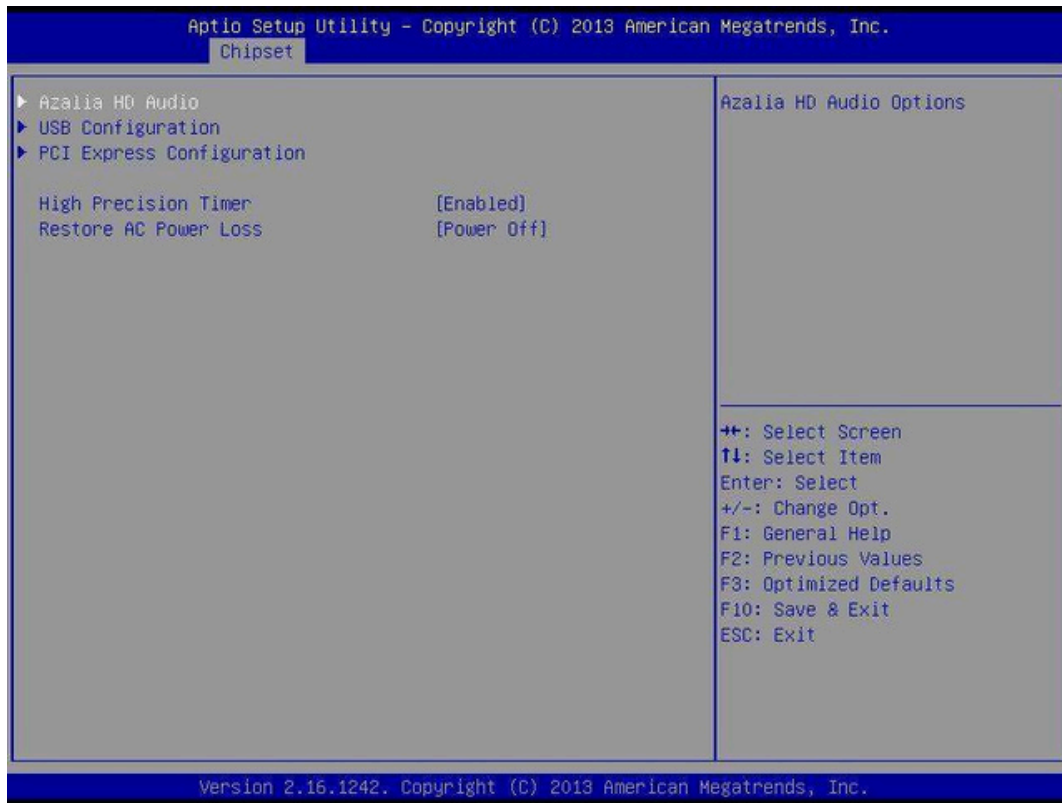 Aptio Setup Utility – Copyright (C) 2013 American Megatrends, Inc.
Chipset
▶ Azalia HD Audio
▶ USB Configuration
▶ PCI Express Configuration
High Precision Timer [Enabled]
Restore AC Power Loss [Power Off]
Azalia HD Audio Options
→←: Select Screen
↑↓: Select Item
Enter: Select
+/-: Change Opt.
F1: General Help
F2: Previous Values
F3: Optimized Defaults
F10: Save & Exit
ESC: Exit
Version 2.16.1242. Copyright (C) 2013 American Megatrends, Inc.